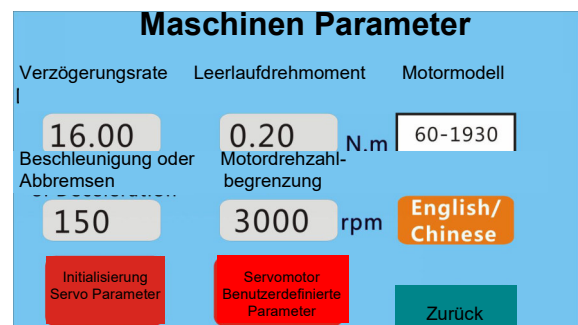 Maschinen Parameter
Verzögerungsrate Leerlaufdrehmoment Motormodell
16.00 0.20 N.m 60-1930
Beschleunigung oder Motordrehzahl-
Abbremsen begrenzung
150 3000 rpm English/
Chinese
Initialisierung Servomotor
Servo Parameter Benutzerdefinierte
Parameter
Zurück